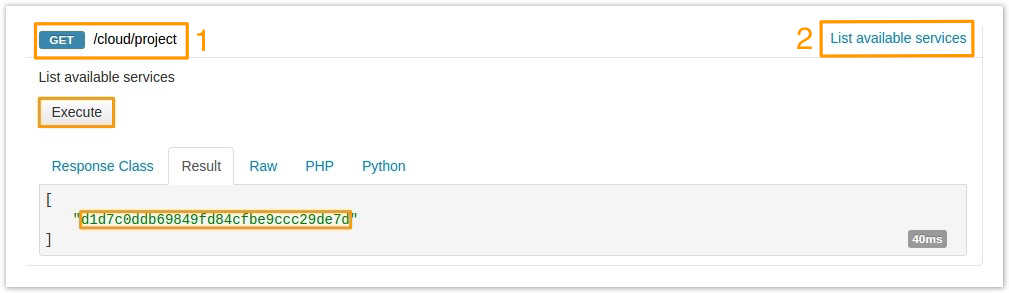 GET /cloud/project 1 2 List available services
List available services
Execute
Response Class Result Raw PHP Python
[
"d1d7c0ddb69849fd84cfbe9ccc29de7d"
]
40ms